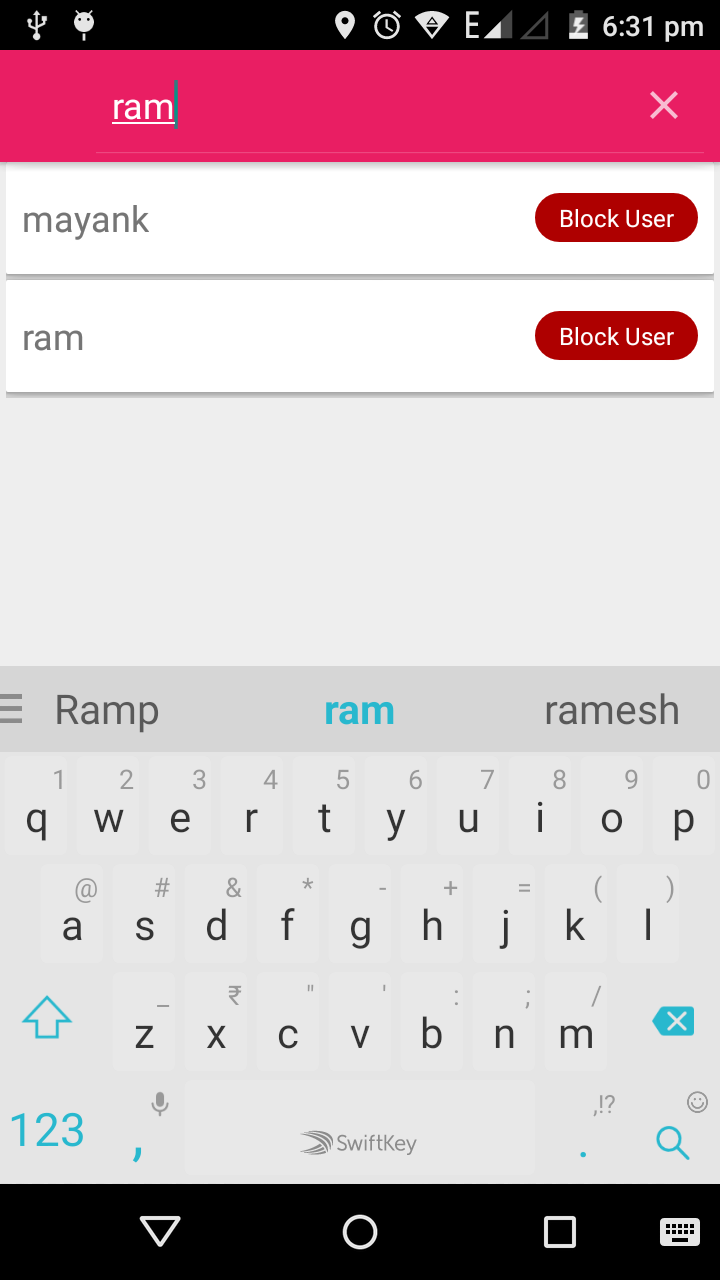 E 6:31 pm
ram
mayank Block User
ram Block User
Ramp ram ramesh
1 2 3 4 5 6 7 8 9 0
q w e r t y u i o p
@ # & * - + = ( )
a s d f g h j k l
_ ₹ " ' : ; /
z x c v b n m
,!?
123 , SwiftKey .